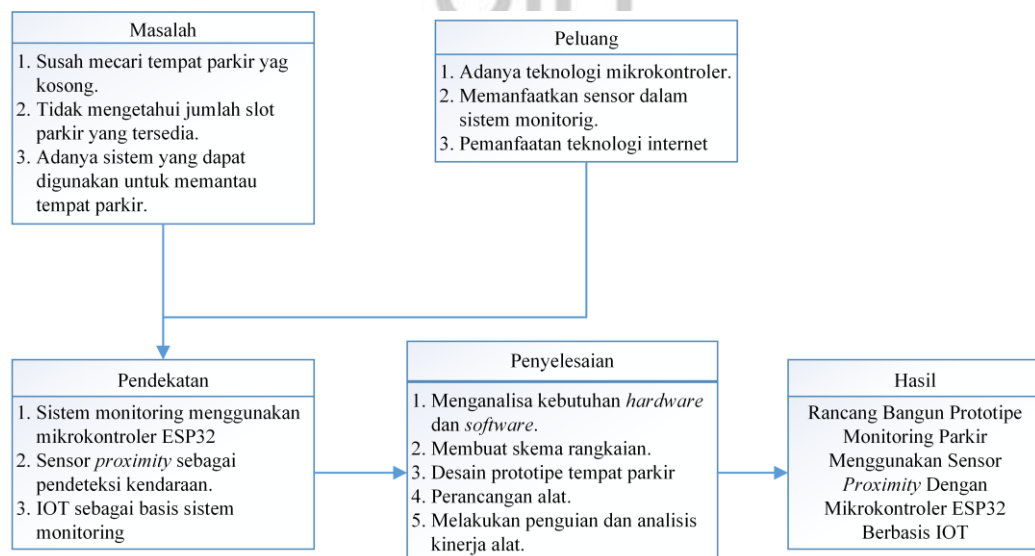 Masalah
1. Susah mecari tempat parkir yag
kosong.
2. Tidak mengetahui jumlah slot
parkir yang tersedia.
3. Adanya sistem yang dapat
digunakan untuk memantau
tempat parkir.
Peluang
1. Adanya teknologi mikrokontroler.
2. Memanfaatkan sensor dalam
sistem monitorig.
3. Pemanfaatan teknologi internet
Pendekatan
1. Sistem monitoring menggunakan
mikrokontroler ESP32
2. Sensor proximity sebagai
pendeteksi kendaraan.
3. IOT sebagai basis sistem
monitoring
Penyelesaian
1. Menganalisa kebutuhan hardware
dan software.
2. Membuat skema rangkaian.
3. Desain prototipe tempat parkir
4. Perancangan alat.
5. Melakukan penguian dan analisis
kinerja alat.
Hasil
Rancang Bangun Prototipe
Monitoring Parkir
Menggunakan Sensor
Proximity Dengan
Mikrokontroler ESP32
Berbasis IOT